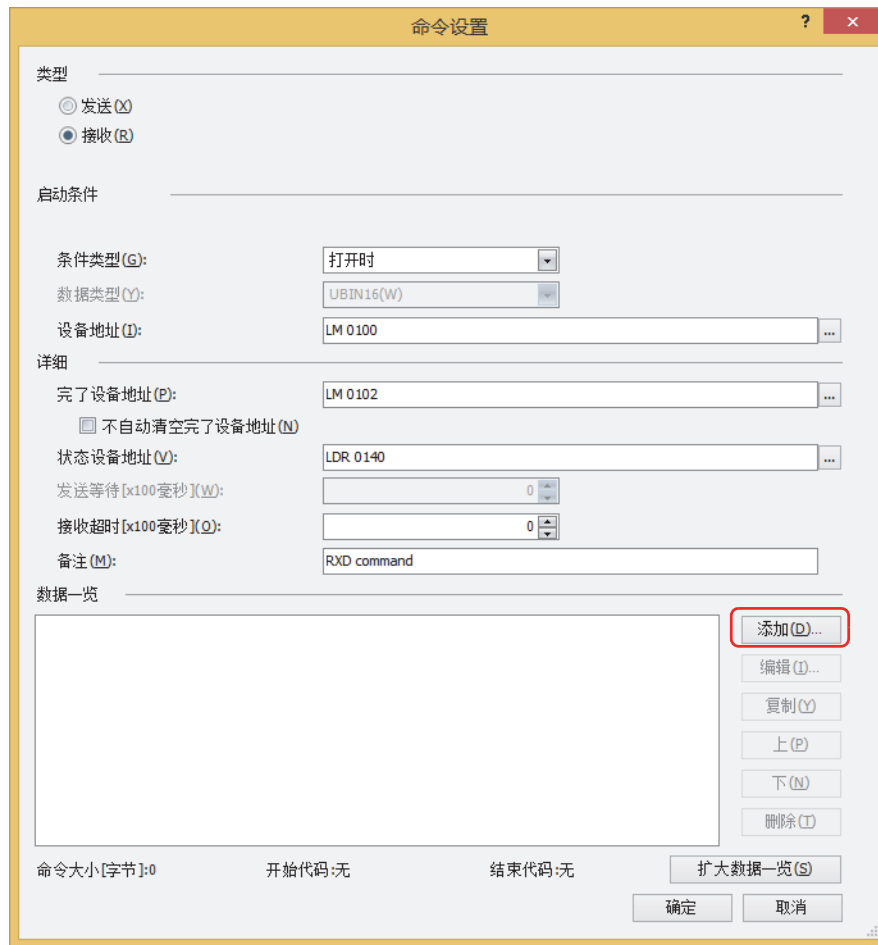 命令设置
? ×
类型
发送(X)
接收(R)
启动条件
条件类型(G): 打开时
数据类型(Y): UBIN16(W)
设备地址(I): LM 0100 ...
详细
完了设备地址(P): LM 0102 ...
不自动清空完了设备地址(N)
状态设备地址(V): LDR 0140 ...
发送等待[x100毫秒](W): 0
接收超时[x100毫秒](O): 0
备注(M): RXD command
数据一览
添加(D)...
编辑(I)...
复制(Y)
上(P)
下(N)
删除(T)
命令大小[字节]:0 开始代码:无 结束代码:无 扩大数据一览(S)
确定 取消